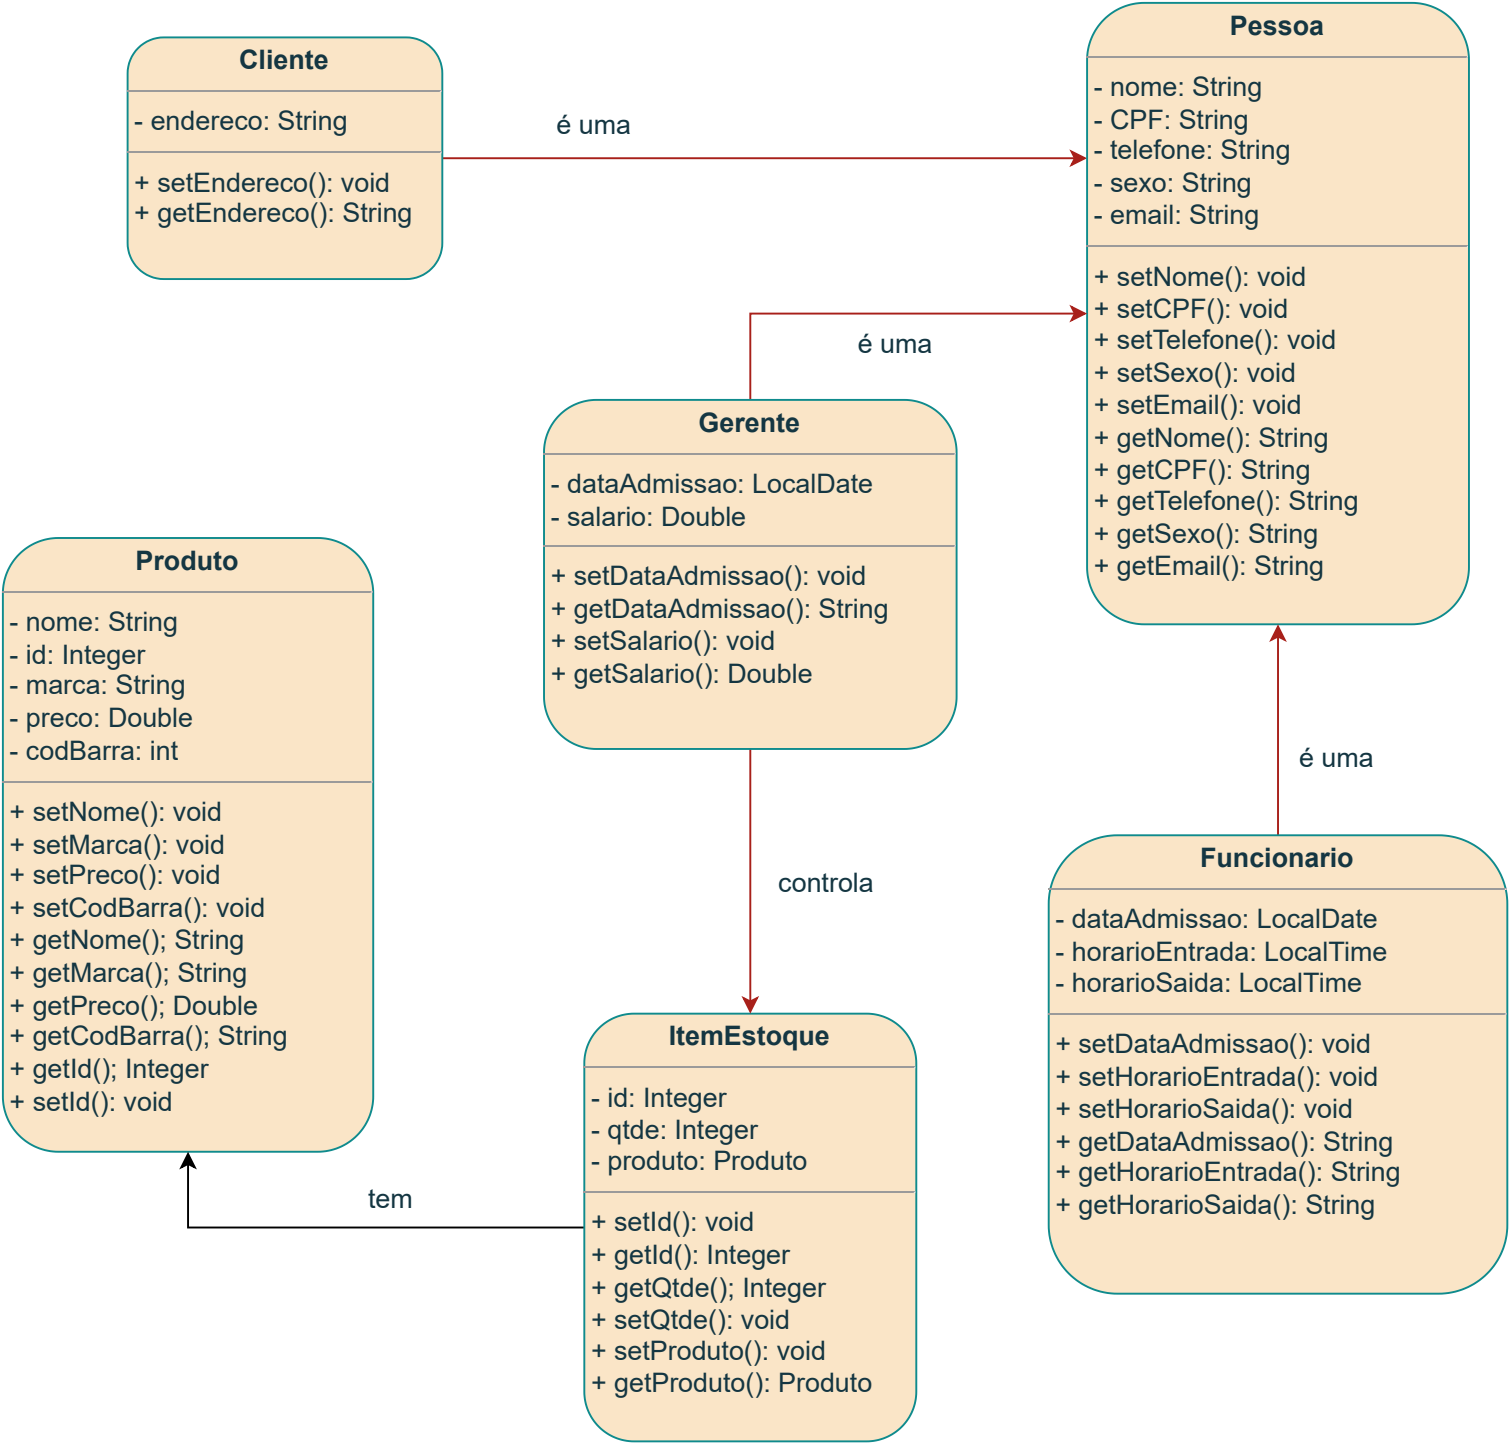 Cliente
- endereco: String
+ setEndereco(): void
+ getEndereco(): String
é uma
Pessoa
- nome: String
- CPF: String
- telefone: String
- sexo: String
- email: String
+ setNome(): void
+ setCPF(): void
+ setTelefone(): void
+ setSexo(): void
+ setEmail(): void
+ getNome(): String
+ getCPF(): String
+ getTelefone(): String
+ getSexo(): String
+ getEmail(): String
é uma
Gerente
- dataAdmissao: LocalDate
- salario: Double
+ setDataAdmissao(): void
+ getDataAdmissao(): String
+ setSalario(): void
+ getSalario(): Double
Produto
- nome: String
- id: Integer
- marca: String
- preco: Double
- codBarra: int
+ setNome(): void
+ setMarca(): void
+ setPreco(): void
+ setCodBarra(): void
+ getNome(); String
+ getMarca(); String
+ getPreco(); Double
+ getCodBarra(); String
+ getId(); Integer
+ setId(): void
é uma
controla
Funcionario
- dataAdmissao: LocalDate
- horarioEntrada: LocalTime
- horarioSaida: LocalTime
+ setDataAdmissao(): void
+ setHorarioEntrada(): void
+ setHorarioSaida(): void
+ getDataAdmissao(): String
+ getHorarioEntrada(): String
+ getHorarioSaida(): String
ItemEstoque
- id: Integer
- qtde: Integer
- produto: Produto
+ setId(): void
+ getId(): Integer
+ getQtde(); Integer
+ setQtde(): void
+ setProduto(): void
+ getProduto(): Produto
tem